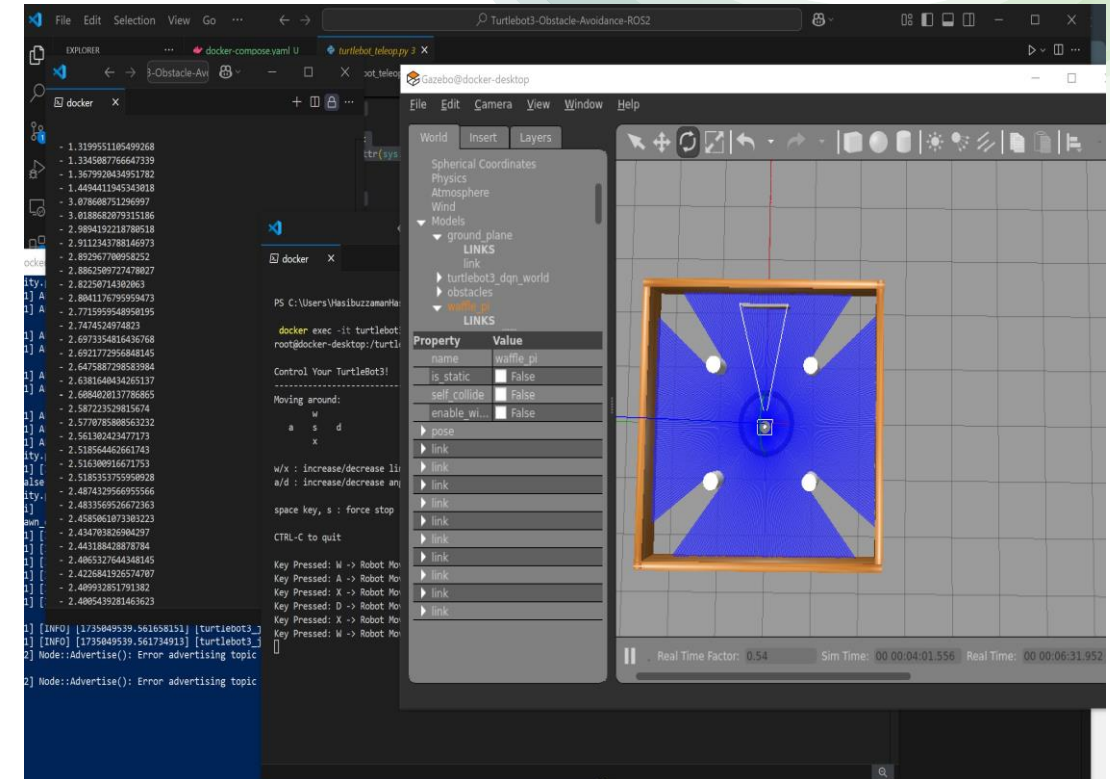 File Edit Selection View Go ··· Turtlebot3-Obstacle-Avoidance-ROS2
EXPLORER ··· docker-compose.yaml U turtlebot_teleop.py 3 X
3-Obstacle-Avi
docker X
- 1.3199551105499268
- 1.3345087766647339
- 1.3679920434951782
- 1.4494411945343018
- 3.078608751296997
- 3.0188682079315186
- 2.9894192218780518
- 2.9112343788146973
- 2.892967700958252
- 2.8862509727478027
- 2.82250714302063
- 2.8041176795959473
- 2.7715959548950195
- 2.7474524974823
- 2.6973354816436768
- 2.6921772956848145
- 2.6475887298583984
- 2.6381640434265137
- 2.6084020137786865
- 2.587223529815674
- 2.5770785808563232
- 2.561302423477173
- 2.518564462661743
- 2.516300916671753
- 2.5185353755950928
- 2.4874329566955566
- 2.4833569526672363
- 2.4585061073303223
- 2.434703826904297
- 2.443188428878784
- 2.4065327644348145
- 2.4226841926574707
- 2.409932851791382
- 2.4005439281463623
1] [INFO] [1735049539.561658151] [turtlebot3_j
1] [INFO] [1735049539.561734913] [turtlebot3_j
2] Node::Advertise(): Error advertising topic
2] Node::Advertise(): Error advertising topic
docker X
PS C:\Users\HasibuzzamanHa
docker exec -it turtlebot
root@docker-desktop:/turtl
Control Your TurtleBot3!
Moving around:
w
a s d
x
w/x : increase/decrease li
a/d : increase/decrease an
space key, s : force stop
CTRL-C to quit
Key Pressed: W -> Robot Mo
Key Pressed: A -> Robot Mo
Key Pressed: X -> Robot Mo
Key Pressed: D -> Robot Mo
Key Pressed: X -> Robot Mo
Key Pressed: W -> Robot Mo
Gazebo@docker-desktop
File Edit Camera View Window Help
World Insert Layers
Spherical Coordinates
Physics
Atmosphere
Wind
Models
ground_plane
LINKS
link
turtlebot3_dqn_world
obstacles
waffle_pi
LINKS
Property Value
name waffle_pi
is_static False
self_collide False
enable_wi... False
pose
link
link
link
link
link
link
link
link
link
link
Real Time Factor: 0.54 Sim Time: 00 00:04:01.556 Real Time: 00 00:06:31.952